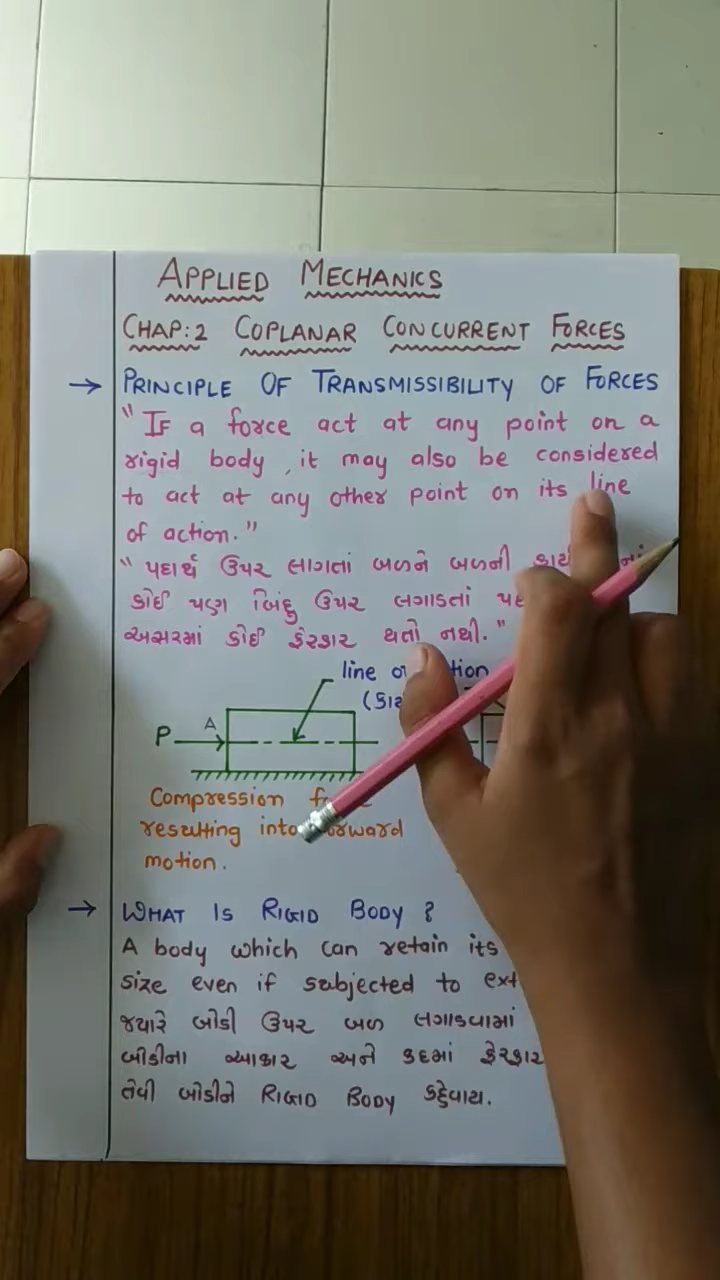 APPLIED MECHANICS
CHAP:2 COPLANAR CONCURRENT FORCES
→ PRINCIPLE OF TRANSMISSIBILITY OF FORCES
"IF a force act at any point on a
rigid body, it may also be considered
to act at any other point on its line
of action."
"પદાર્થ ઉપર લાગતાં બળને બળની
કોઈ પણ બિંદુ ઉપર લગાડતાં
અસરમાં કોઈ ફેરફાર થતો નથી."
line
P A
Compression
resulting into forward
motion.
→ WHAT IS RIGID BODY ?
A body which can retain its
size even if subjected to
જયારે બોડી ઉપર બળ લગાડવામાં
બોડીના આકાર અને કદમાં ફેરફાર
તેવી બોડીને RIGID BODY કહેવાય.